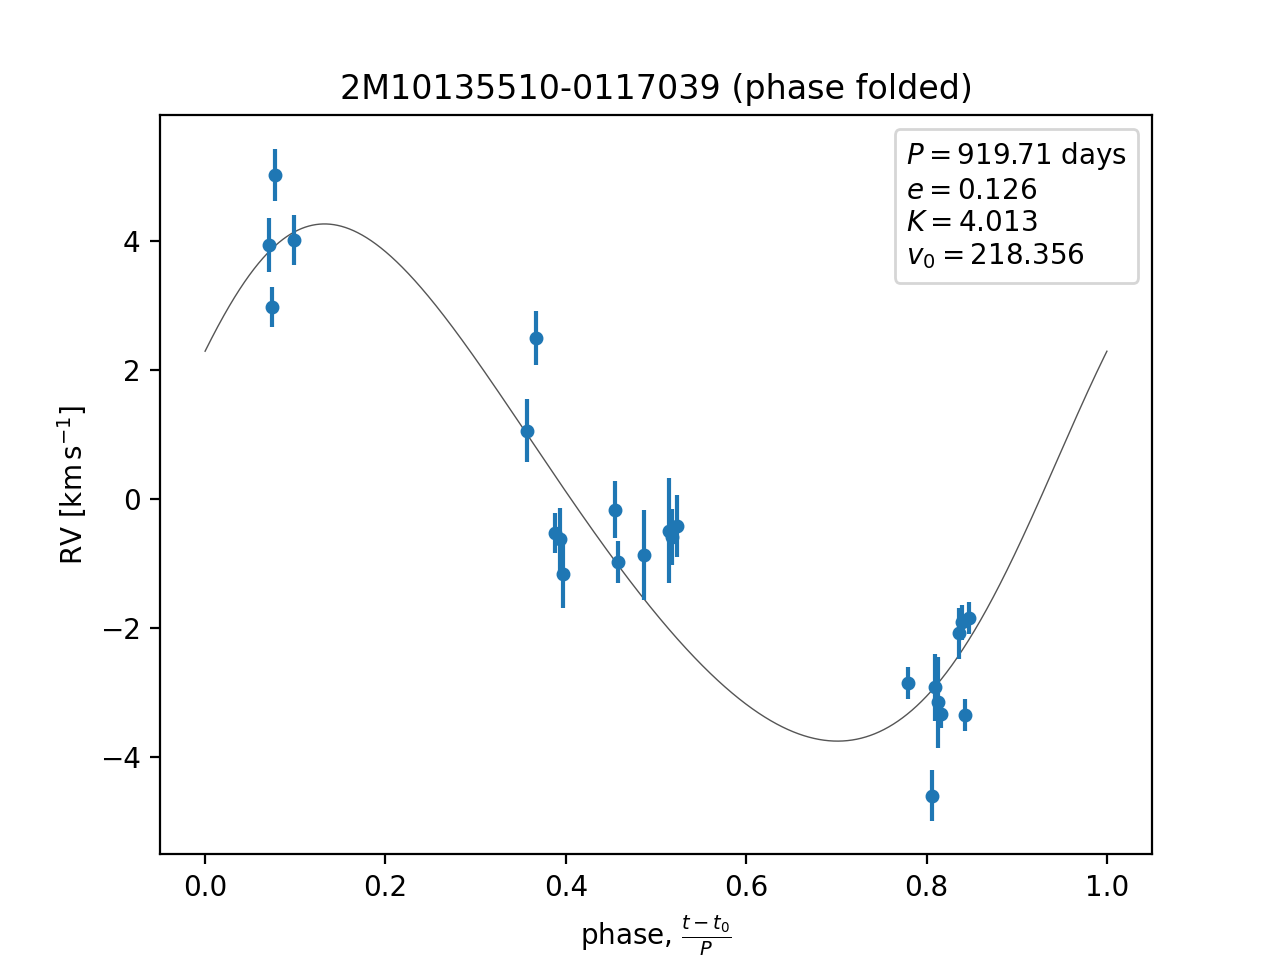 2M10135510-0117039 (phase folded)
P = 919.71 days
e = 0.126
K = 4.013
v₀ = 218.356
RV [km s⁻¹]
4
2
0
−2
−4
0.0 0.2 0.4 0.6 0.8 1.0
phase, (t − t₀)/P